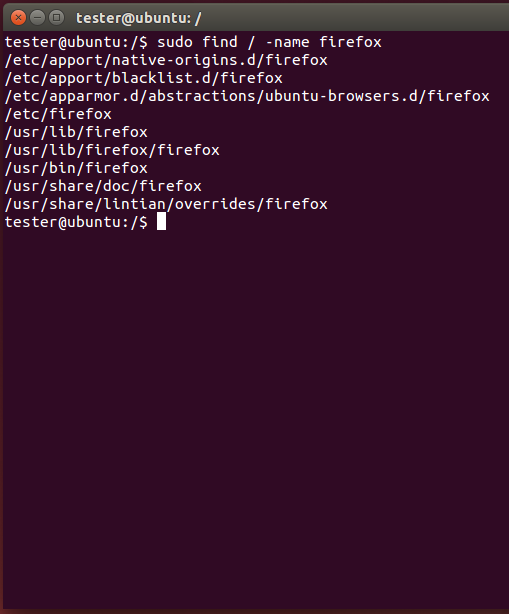 tester@ubuntu: /
tester@ubuntu:/$ sudo find / -name firefox
/etc/apport/native-origins.d/firefox
/etc/apport/blacklist.d/firefox
/etc/apparmor.d/abstractions/ubuntu-browsers.d/firefox
/etc/firefox
/usr/lib/firefox
/usr/lib/firefox/firefox
/usr/bin/firefox
/usr/share/doc/firefox
/usr/share/lintian/overrides/firefox
tester@ubuntu:/$